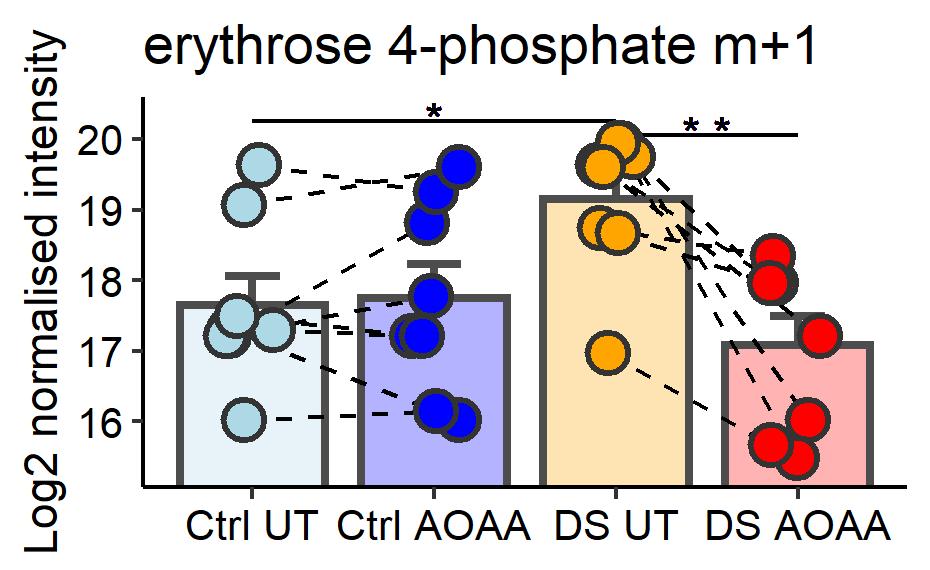 erythrose 4-phosphate m+1
Log2 normalised intensity
*
* *
20
19
18
17
16
Ctrl UT Ctrl AOAA DS UT DS AOAA